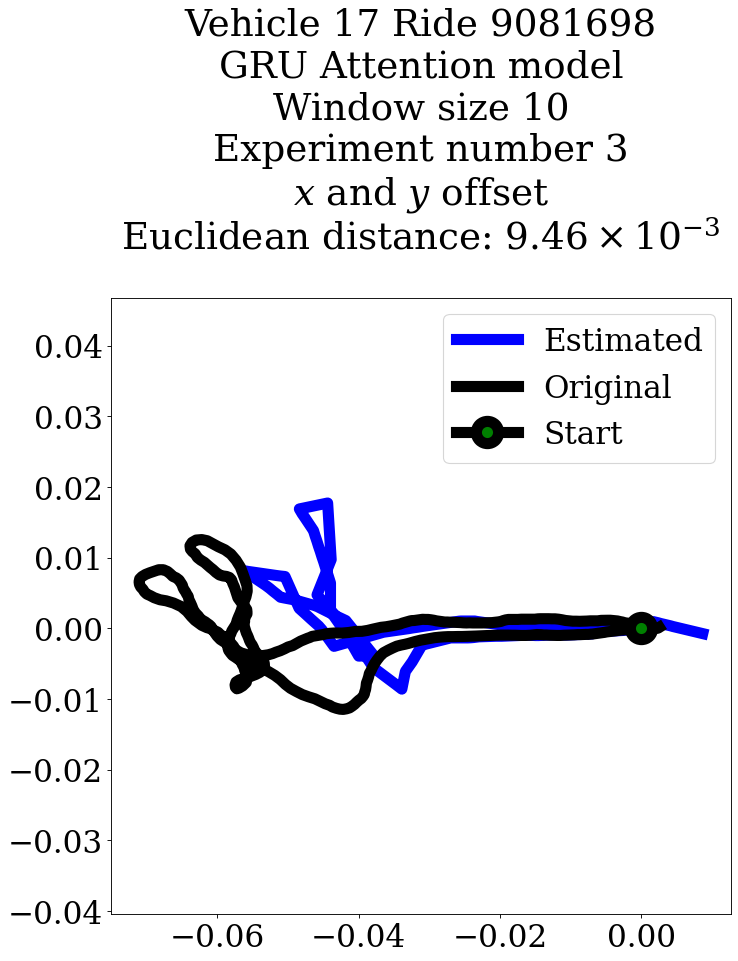 Vehicle 17 Ride 9081698
GRU Attention model
Window size 10
Experiment number 3
x and y offset
Euclidean distance: 9.46 × 10⁻³
Estimated
Original
Start
0.04
0.03
0.02
0.01
0.00
−0.01
−0.02
−0.03
−0.04
−0.06 −0.04 −0.02 0.00